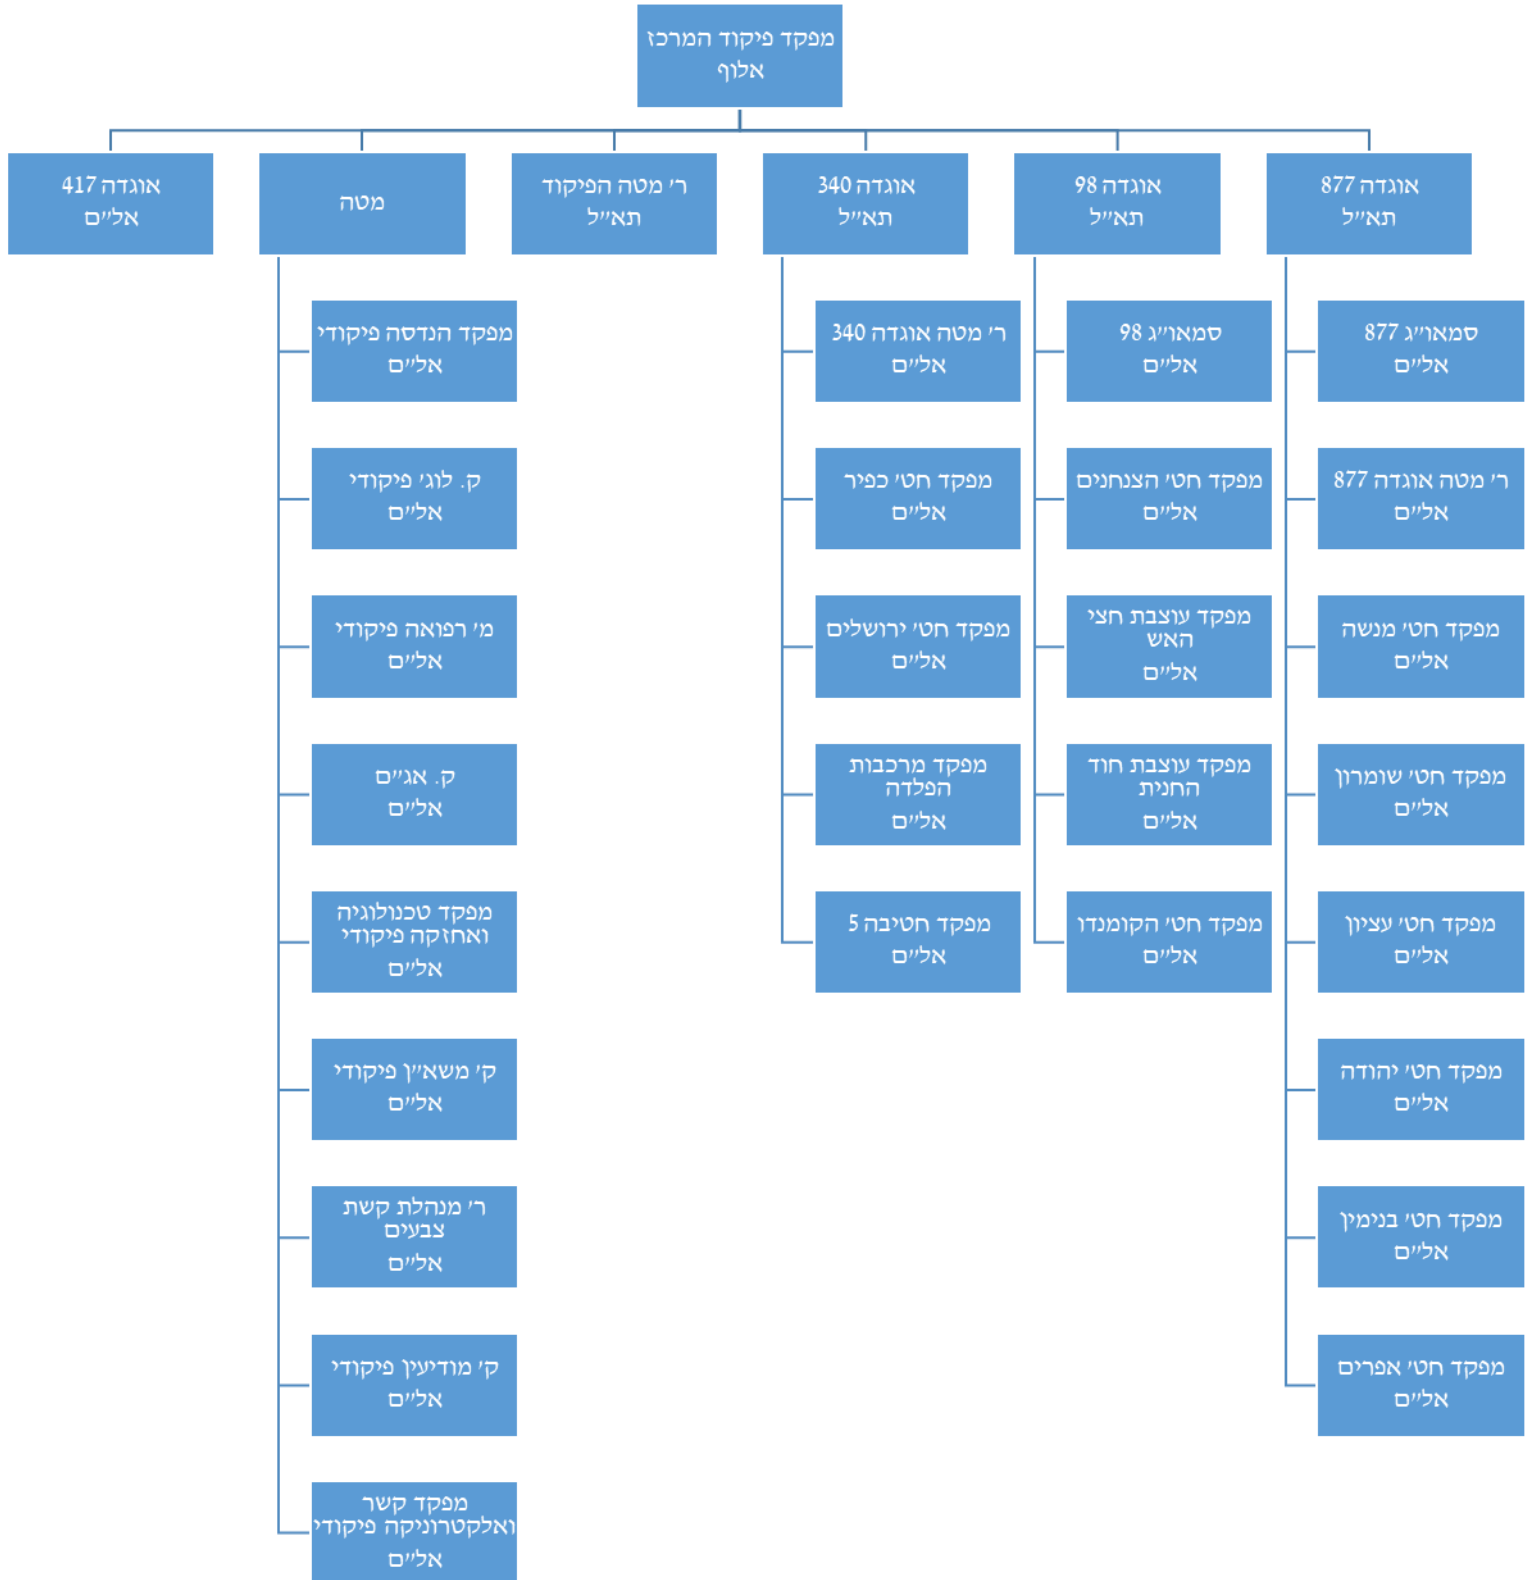 מפקד פיקוד המרכז
אלוף
אוגדה 877
תא״ל
אוגדה 98
תא״ל
אוגדה 340
תא״ל
ר׳ מטה הפיקוד
תא״ל
מטה
אוגדה 417
אל״ם
סמאו״ג 877
אל״ם
ר׳ מטה אוגדה 877
אל״ם
מפקד חט׳ מנשה
אל״ם
מפקד חט׳ שומרון
אל״ם
מפקד חט׳ עציון
אל״ם
מפקד חט׳ יהודה
אל״ם
מפקד חט׳ בנימין
אל״ם
מפקד חט׳ אפרים
אל״ם
סמאו״ג 98
אל״ם
מפקד חט׳ הצנחנים
אל״ם
מפקד עוצבת חצי
האש
אל״ם
מפקד עוצבת חוד
החנית
אל״ם
מפקד חט׳ הקומנדו
אל״ם
ר׳ מטה אוגדה 340
אל״ם
מפקד חט׳ כפיר
אל״ם
מפקד חט׳ ירושלים
אל״ם
מפקד מרכבות
הפלדה
אל״ם
מפקד חטיבה 5
אל״ם
מפקד הנדסה פיקודי
אל״ם
ק. לוג׳ פיקודי
אל״ם
מ׳ רפואה פיקודי
אל״ם
ק. אג״ם
אל״ם
מפקד טכנולוגיה
ואחזקה פיקודי
אל״ם
ק׳ משא״ן פיקודי
אל״ם
ר׳ מנהלת קשת
צבעים
אל״ם
ק׳ מודיעין פיקודי
אל״ם
מפקד קשר
ואלקטרוניקה פיקודי
אל״ם